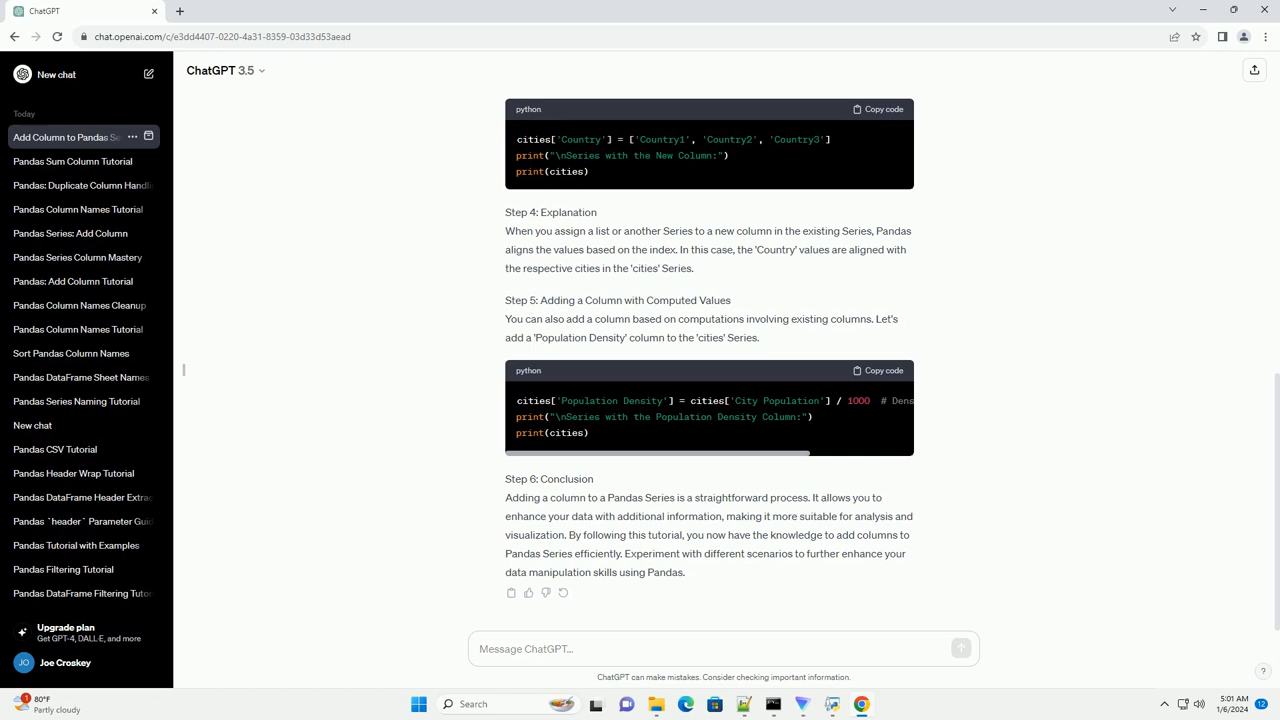 ChatGPT
chat.openai.com/c/e3dd4407-0220-4a31-8359-03d33d53aead
New chat
Today
Add Column to Pandas Se
Pandas Sum Column Tutorial
Pandas: Duplicate Column Handli
Pandas Column Names Tutorial
Pandas Series: Add Column
Pandas Series Column Mastery
Pandas: Add Column Tutorial
Pandas Column Names Cleanup
Pandas Column Names Tutorial
Sort Pandas Column Names
Pandas DataFrame Sheet Names
Pandas Series Naming Tutorial
New chat
Pandas CSV Tutorial
Pandas Header Wrap Tutorial
Pandas DataFrame Header Extrac
Pandas `header` Parameter Guid
Pandas Tutorial with Examples
Pandas Filtering Tutorial
Pandas DataFrame Filtering Tutor
Upgrade plan
Get GPT-4, DALL·E, and more
JO Joe Croskey
ChatGPT 3.5
python Copy code
cities['Country'] = ['Country1', 'Country2', 'Country3']
print("\nSeries with the New Column:")
print(cities)
Step 4: Explanation
When you assign a list or another Series to a new column in the existing Series, Pandas
aligns the values based on the index. In this case, the 'Country' values are aligned with
the respective cities in the 'cities' Series.
Step 5: Adding a Column with Computed Values
You can also add a column based on computations involving existing columns. Let's
add a 'Population Density' column to the 'cities' Series.
python Copy code
cities['Population Density'] = cities['City Population'] / 1000 # Dens
print("\nSeries with the Population Density Column:")
print(cities)
Step 6: Conclusion
Adding a column to a Pandas Series is a straightforward process. It allows you to
enhance your data with additional information, making it more suitable for analysis and
visualization. By following this tutorial, you now have the knowledge to add columns to
Pandas Series efficiently. Experiment with different scenarios to further enhance your
data manipulation skills using Pandas.
Message ChatGPT...
ChatGPT can make mistakes. Consider checking important information.
?
1
80°F
Partly cloudy
Search
5:01 AM
1/6/2024
12